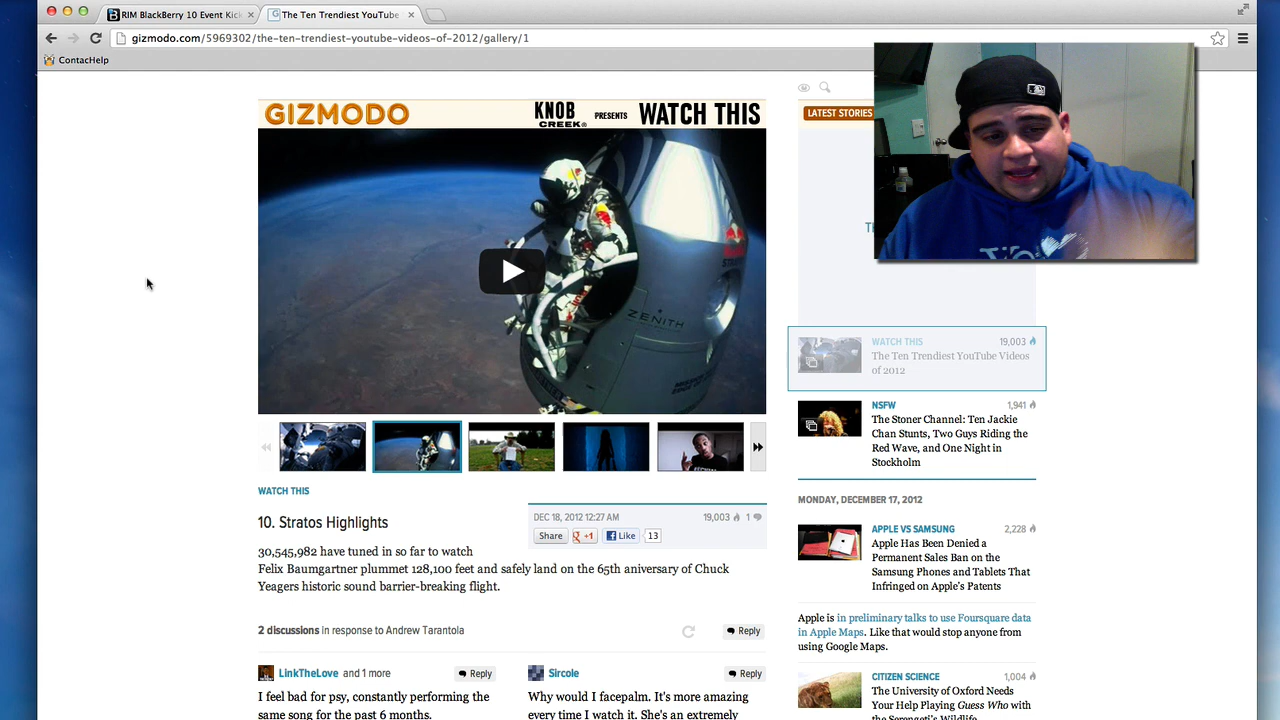 RIM BlackBerry 10 Event Kick
The Ten Trendiest YouTube
gizmodo.com/5969302/the-ten-trendiest-youtube-videos-of-2012/gallery/1
ContacHelp
GIZMODO
KNOB CREEK® PRESENTS WATCH THIS
LATEST STORIES
ZENITH
WATCH THIS 19,003
The Ten Trendiest YouTube Videos
of 2012
NSFW 1,941
The Stoner Channel: Ten Jackie
Chan Stunts, Two Guys Riding the
Red Wave, and One Night in
Stockholm
WATCH THIS
10. Stratos Highlights
DEC 18, 2012 12:27 AM 19,003 1
Share +1 Like 13
30,545,982 have tuned in so far to watch
Felix Baumgartner plummet 128,100 feet and safely land on the 65th aniversary of Chuck
Yeagers historic sound barrier-breaking flight.
2 discussions in response to Andrew Tarantola Reply
LinkTheLove and 1 more Reply
I feel bad for psy, constantly performing the
same song for the past 6 months.
Sircole Reply
Why would I facepalm. It's more amazing
every time I watch it. She's an extremely
MONDAY, DECEMBER 17, 2012
APPLE VS SAMSUNG 2,228
Apple Has Been Denied a
Permanent Sales Ban on the
Samsung Phones and Tablets That
Infringed on Apple's Patents
Apple is in preliminary talks to use Foursquare data
in Apple Maps. Like that would stop anyone from
using Google Maps.
CITIZEN SCIENCE 1,004
The University of Oxford Needs
Your Help Playing Guess Who with
the Serengeti's Wildlife